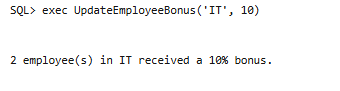 SQL> exec UpdateEmployeeBonus('IT', 10)
2 employee(s) in IT received a 10% bonus.